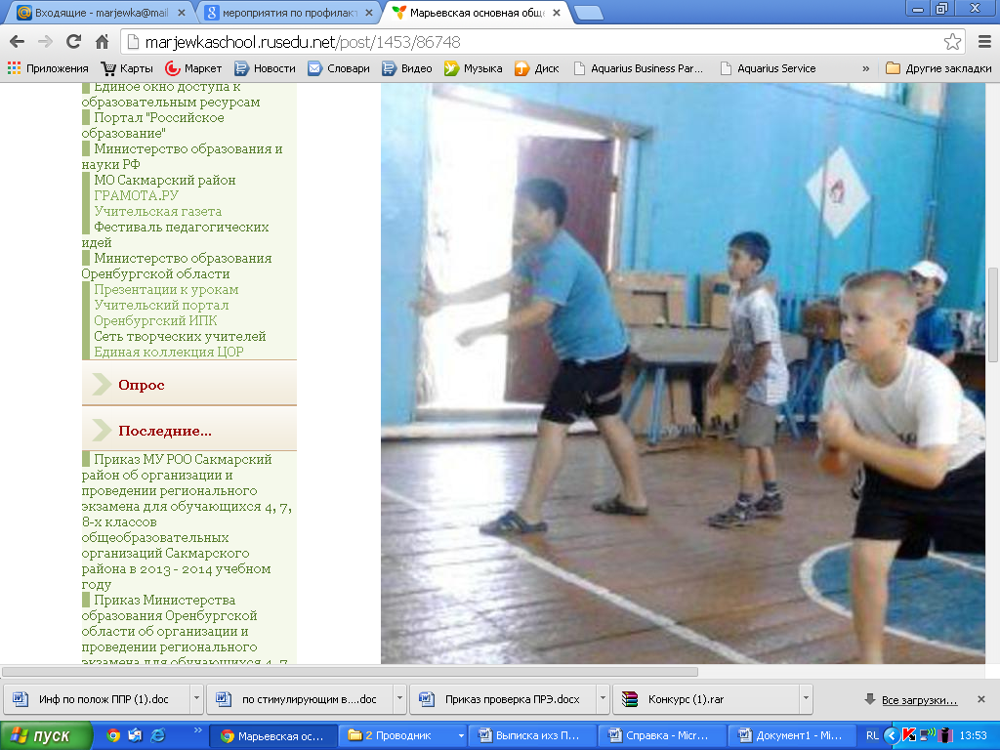 Входящие - marjewka@mail
мероприятия по профилакт
Марьевская основная обще
marjewkaschool.rusedu.net/post/1453/86748
Приложения
Карты
Маркет
Новости
Словари
Видео
Музыка
Диск
Aquarius Business Par...
Aquarius Service
»
Другие закладки
Единое окно доступа к
образовательным ресурсам
Портал "Российское
образование"
Министерство образования и
науки РФ
МО Сакмарский район
ГРАМОТА.РУ
Учительская газета
Фестиваль педагогических
идей
Министерство образования
Оренбургской области
Презентации к урокам
Учительский портал
Оренбургский ИПК
Сеть творческих учителей
Единая коллекция ЦОР
Опрос
Последние...
Приказ МУ РОО Сакмарский
район об организации и
проведении регионального
экзамена для обучающихся 4, 7,
8-х классов
общеобразовательных
организаций Сакмарского
района в 2013 - 2014 учебном
году
Приказ Министерства
образования Оренбургской
области об организации и
проведении регионального
экзамена для обучающихся 4, 7,
Инф по полож ППР (1).doc
по стимулирующим в....doc
Приказ проверка ПРЭ.docx
Конкурс (1).rar
Все загрузки...
пуск
»
Марьевская ос...
2 Проводник
Выписка ихз П...
Справка - Micr...
Документ1 - Mi...
RL
13:53